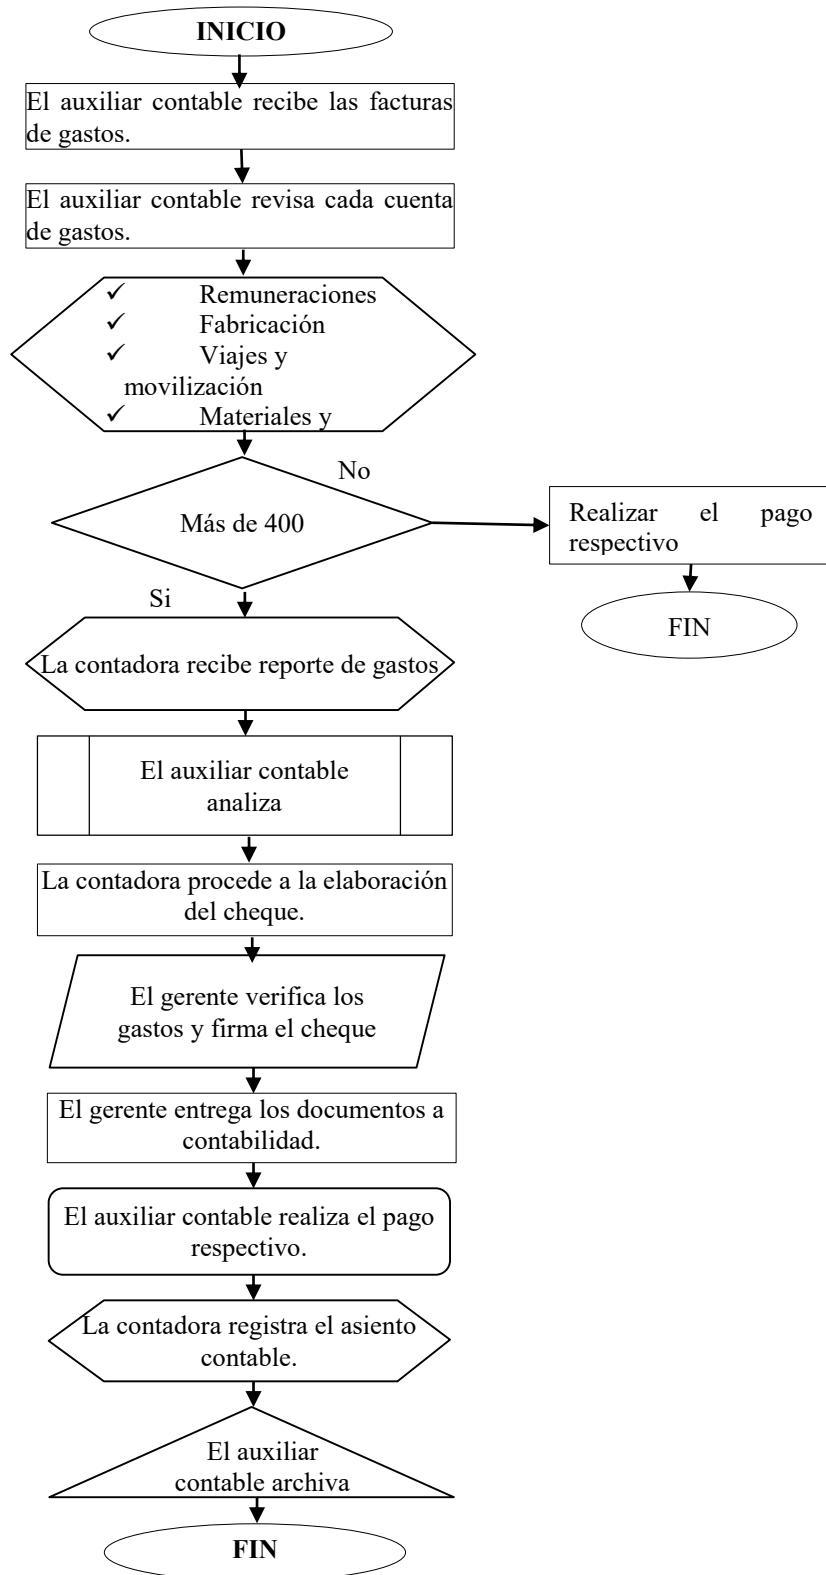 INICIO
El auxiliar contable recibe las facturas
de gastos.
El auxiliar contable revisa cada cuenta
de gastos.
✓ Remuneraciones
✓ Fabricación
✓ Viajes y
movilización
✓ Materiales y
No
Más de 400
Realizar el pago
respectivo
Si
FIN
La contadora recibe reporte de gastos
El auxiliar contable
analiza
La contadora procede a la elaboración
del cheque.
El gerente verifica los
gastos y firma el cheque
El gerente entrega los documentos a
contabilidad.
El auxiliar contable realiza el pago
respectivo.
La contadora registra el asiento
contable.
El auxiliar
contable archiva
FIN